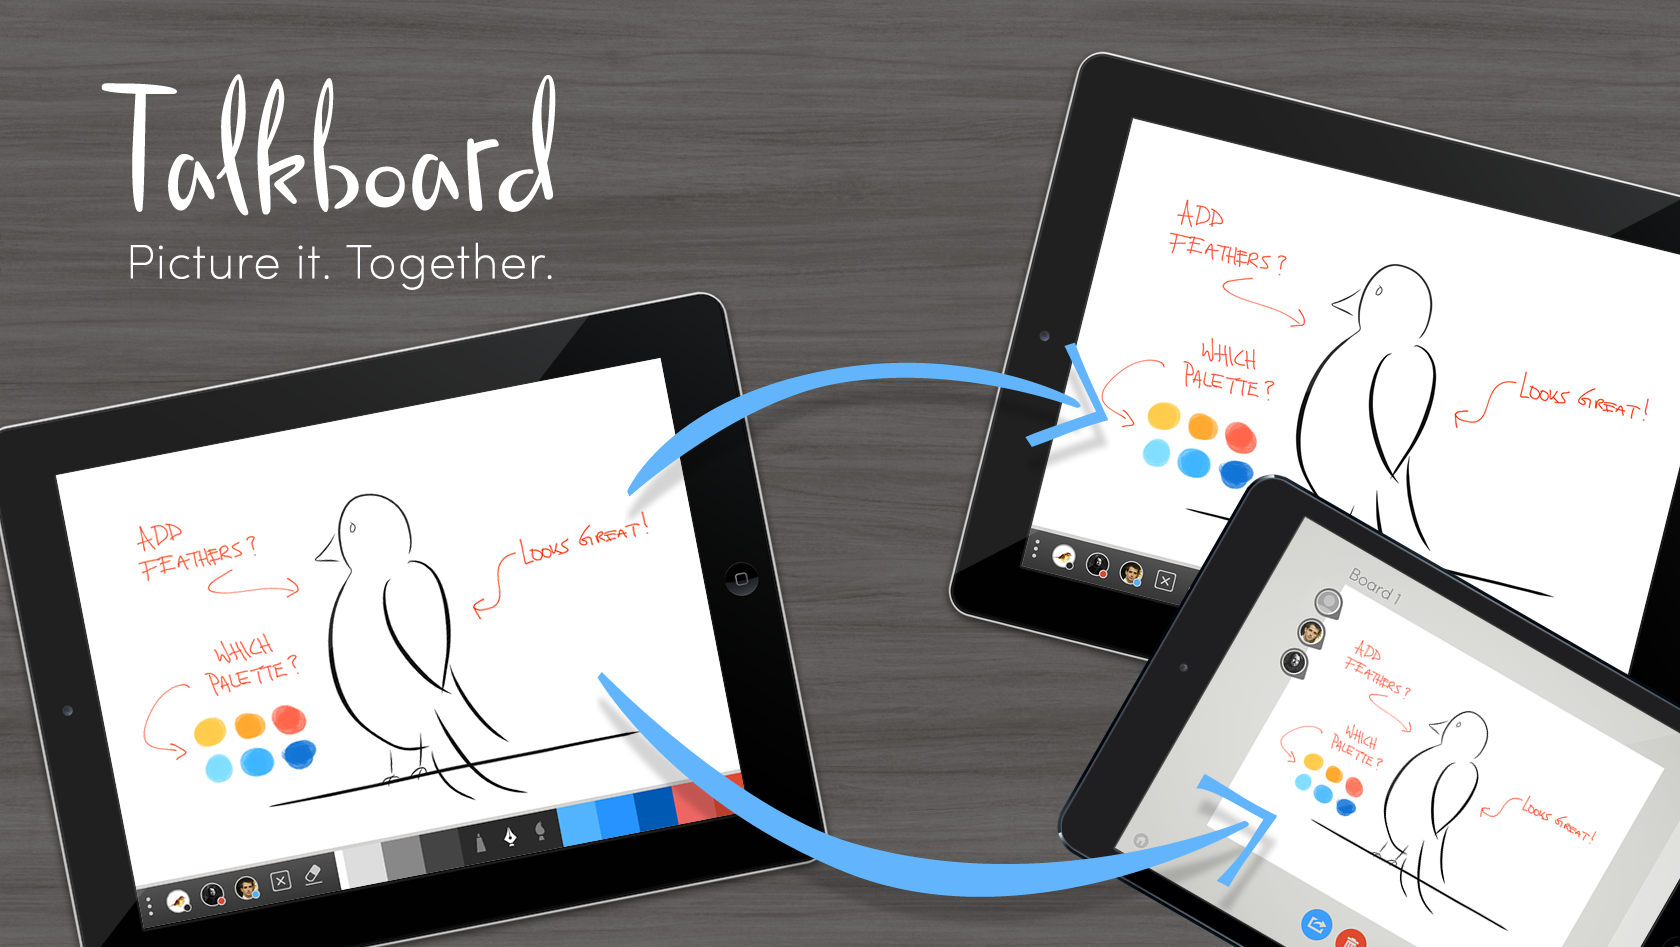 Talkboard
Picture it. Together.
ADD
FEATHERS?
LOOKS GREAT!
WHICH
PALETTE?
ADD
FEATHERS?
WHICH
PALETTE?
LOOKS GREAT!
Board 1
ADD
FEATHERS?
WHICH
PALETTE?
LOOKS GREAT!